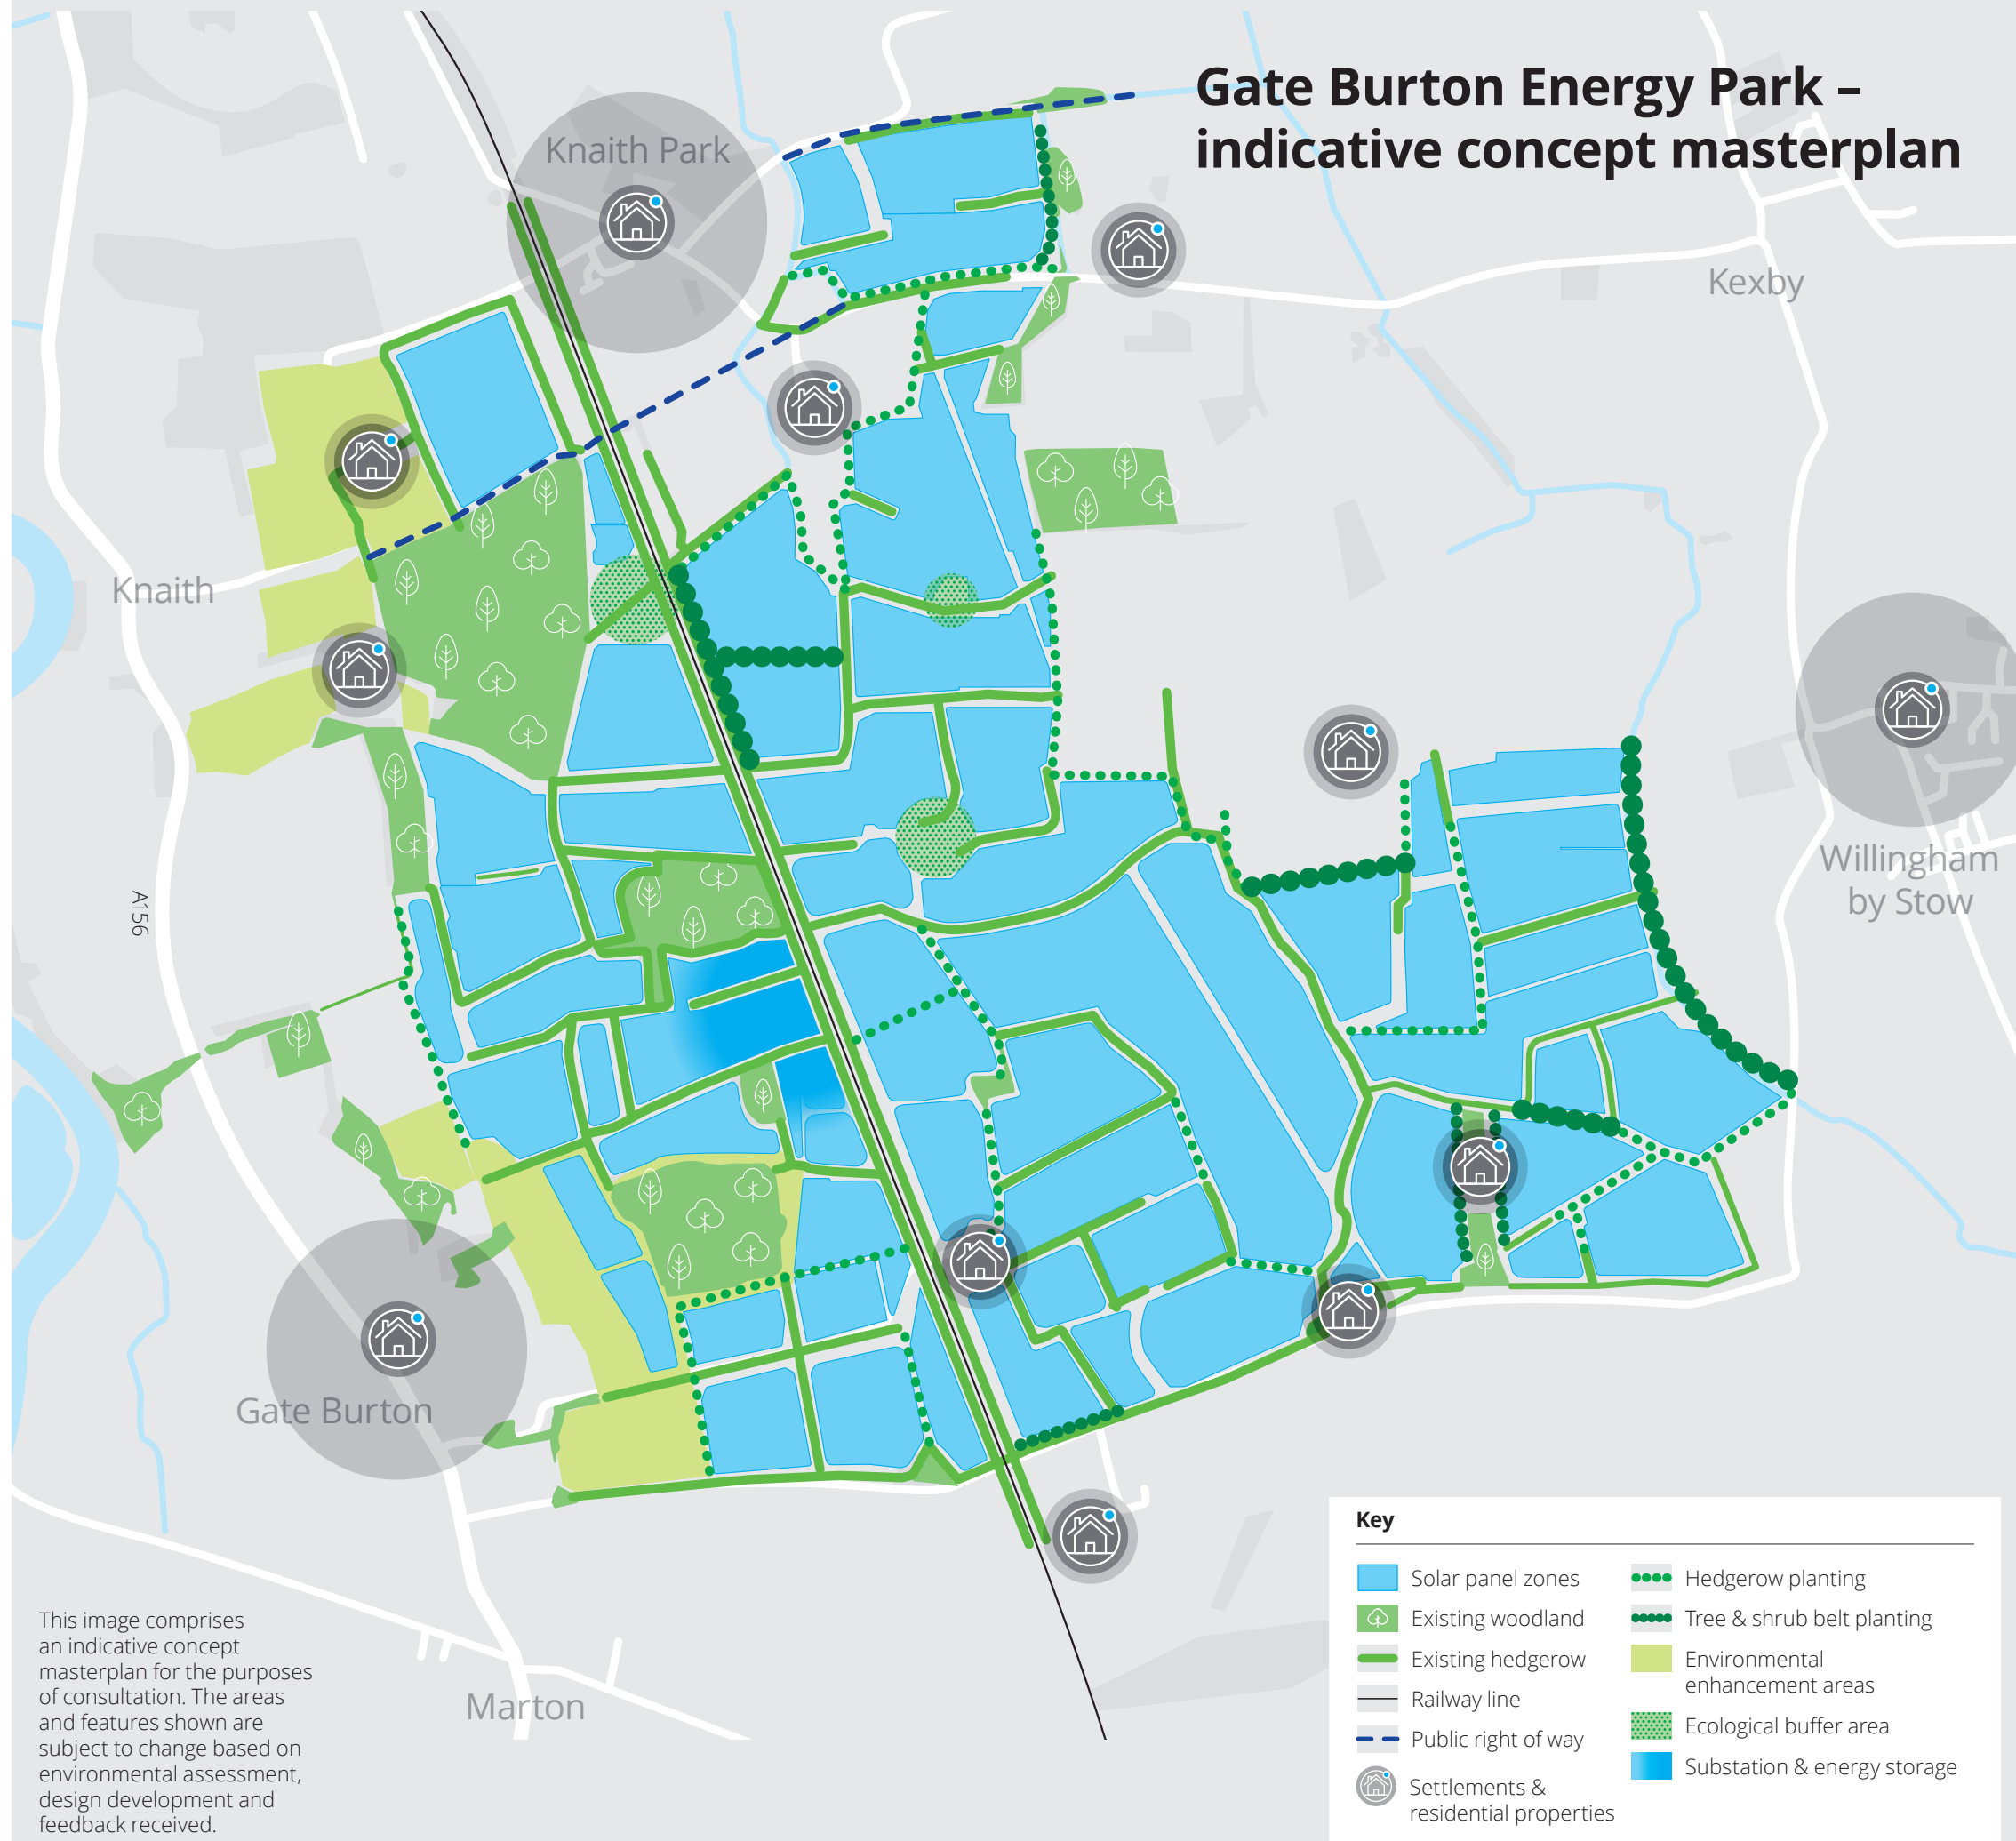 Gate Burton Energy Park –
indicative concept masterplan
Knaith Park
Kexby
Knaith
Willingham
by Stow
A156
Gate Burton
Marton
This image comprises
an indicative concept
masterplan for the purposes
of consultation. The areas
and features shown are
subject to change based on
environmental assessment,
design development and
feedback received.
Key
Solar panel zones
Existing woodland
Existing hedgerow
Railway line
Public right of way
Settlements &
residential properties
Hedgerow planting
Tree & shrub belt planting
Environmental
enhancement areas
Ecological buffer area
Substation & energy storage